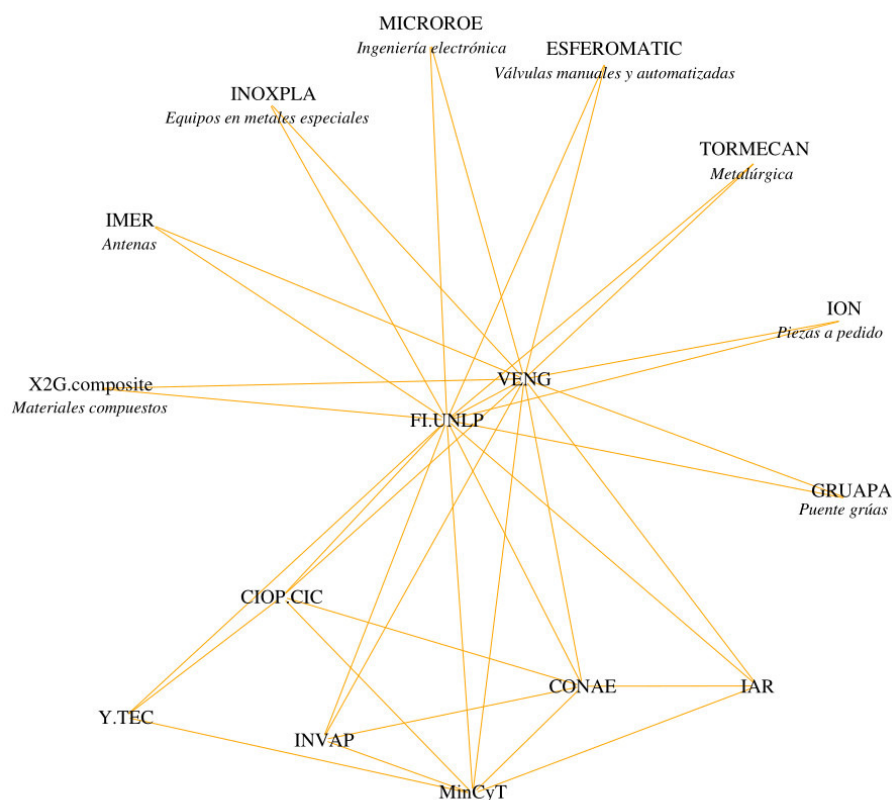 MICROROE
Ingeniería electrónica
ESFEROMATIC
Válvulas manuales y automatizadas
INOXPLA
Equipos en metales especiales
TORMECAN
Metalúrgica
IMER
Antenas
ION
Piezas a pedido
X2G.composite
Materiales compuestos
VENG
FI.UNLP
GRUAPA
Puente grúas
CIOP.CIC
CONAE
IAR
Y.TEC
INVAP
MinCyT